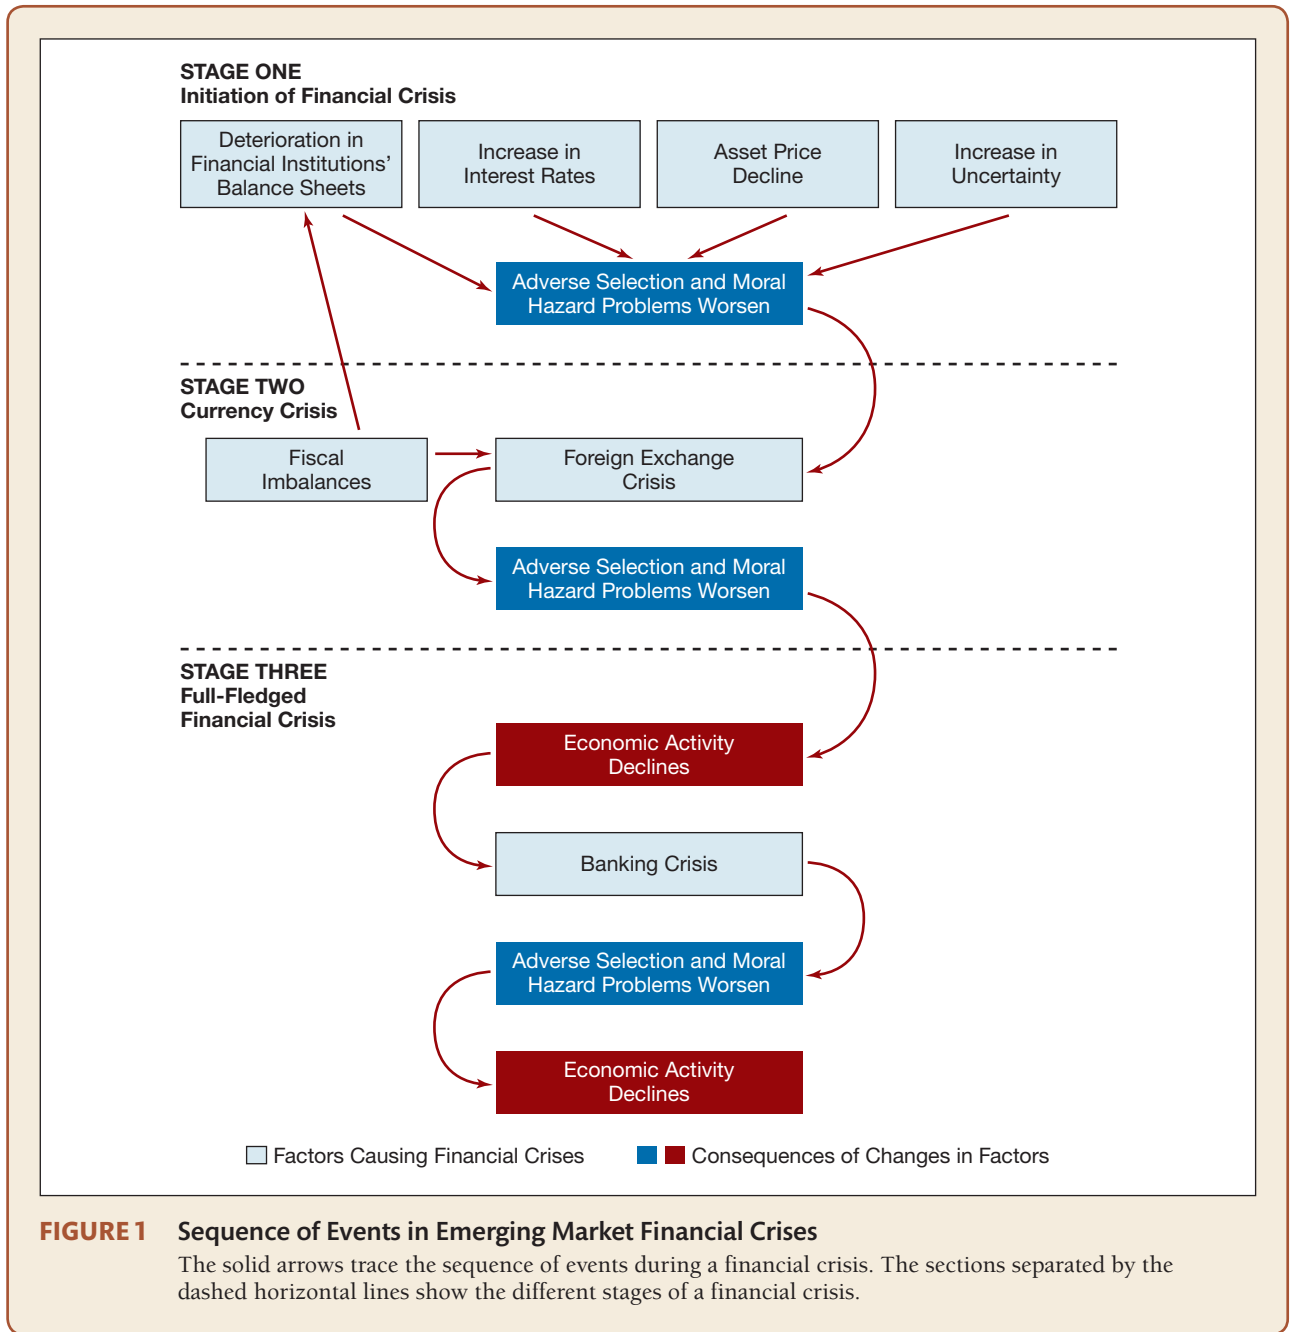 STAGE ONE
Initiation of Financial Crisis
Deterioration in
Financial Institutions’
Balance Sheets
Increase in
Interest Rates
Asset Price
Decline
Increase in
Uncertainty
Adverse Selection and Moral
Hazard Problems Worsen
STAGE TWO
Currency Crisis
Fiscal
Imbalances
Foreign Exchange
Crisis
Adverse Selection and Moral
Hazard Problems Worsen
STAGE THREE
Full-Fledged
Financial Crisis
Economic Activity
Declines
Banking Crisis
Adverse Selection and Moral
Hazard Problems Worsen
Economic Activity
Declines
Factors Causing Financial Crises
Consequences of Changes in Factors
FIGURE 1 Sequence of Events in Emerging Market Financial Crises
The solid arrows trace the sequence of events during a financial crisis. The sections separated by the
dashed horizontal lines show the different stages of a financial crisis.